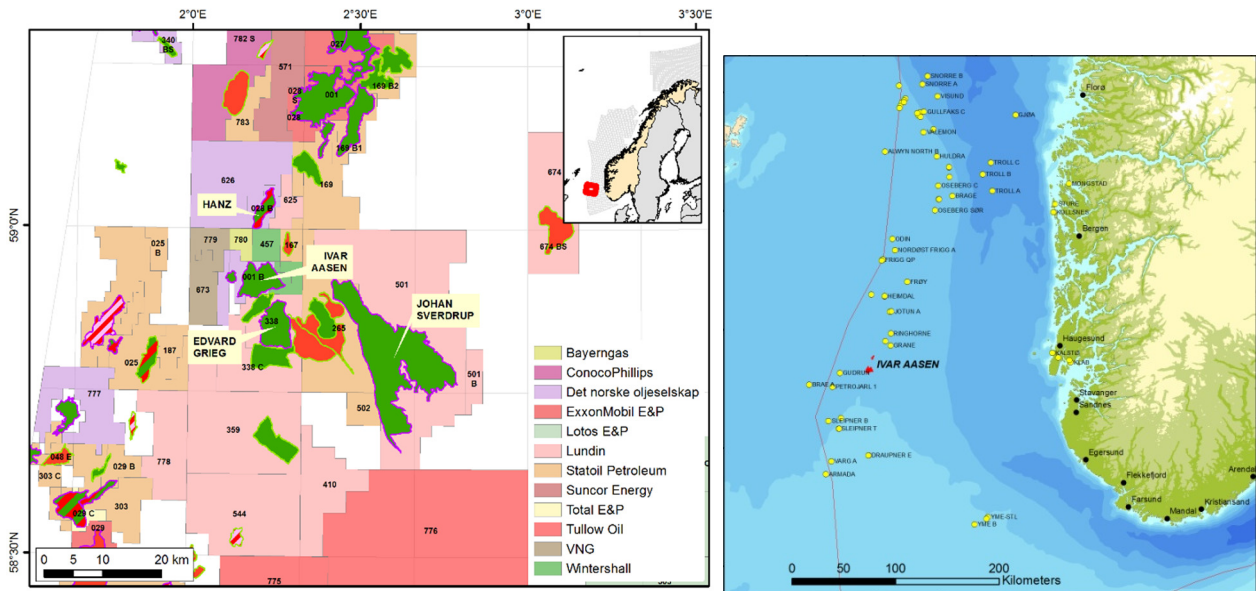 2°0'E
2°30'E
3°0'E
3°30'E
340
BS
782 S
027
571
169 B2
001
028
S
783
028
169 B1
674
626
169
HANZ
028 B
625
59°0'N
674 BS
025
B
779
780
457
167
IVAR
AASEN
001 B
673
501
JOHAN
SVERDRUP
338
265
EDVARD
GRIEG
025
187
338 C
501
B
777
502
359
048 E
029 B
778
303 C
410
303
029 C
544
776
029
58°30'N
775
0 5 10 20 km
Bayerngas
ConocoPhillips
Det norske oljeselskap
ExxonMobil E&P
Lotos E&P
Lundin
Statoil Petroleum
Suncor Energy
Total E&P
Tullow Oil
VNG
Wintershall
SNORRE B
SNORRE A
VISUND
GULLFAKS C
GJØA
VALEMON
ALWYN NORTH B
HULDRA
TROLL C
TROLL B
OSEBERG C
TROLL A
BRAGE
OSEBERG SØR
ODIN
NORDØST FRIGG A
FRIGG QP
FRØY
HEIMDAL
JOTUN A
RINGHORNE
GRANE
IVAR AASEN
GUDRUN
BRAE A
PETROJARL 1
SLEIPNER B
SLEIPNER T
DRAUPNER E
VARG A
ARMADA
YME B
Florø
MONGSTAD
STURE
KOLLSNES
Bergen
Haugesund
KALSTØ
Stavanger
Sandnes
Egersund
Flekkefjord
Farsund
Mandal
Kristiansand
Arendal
0 50 100 200
Kilometers